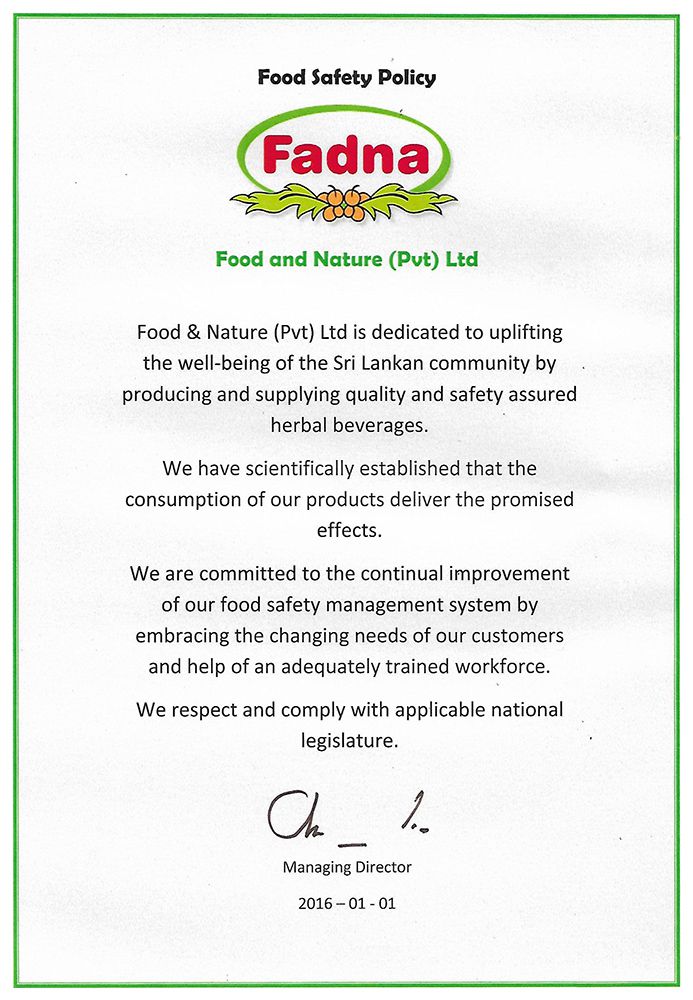 Food Safety Policy
Fadna
Food and Nature (Pvt) Ltd
Food & Nature (Pvt) Ltd is dedicated to uplifting
the well-being of the Sri Lankan community by
producing and supplying quality and safety assured
herbal beverages.
We have scientifically established that the
consumption of our products deliver the promised
effects.
We are committed to the continual improvement
of our food safety management system by
embracing the changing needs of our customers
and help of an adequately trained workforce.
We respect and comply with applicable national
legislature.
Managing Director
2016 – 01 - 01